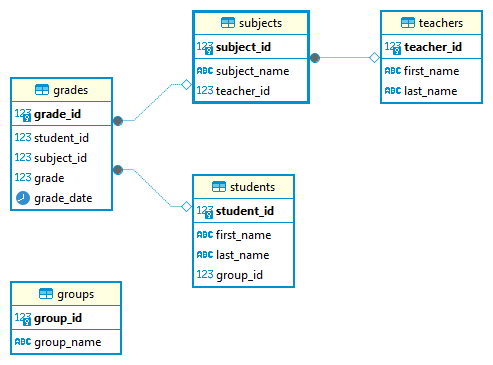 subjects
123 subject_id
ABC subject_name
123 teacher_id
teachers
123 teacher_id
ABC first_name
ABC last_name
grades
123 grade_id
123 student_id
123 subject_id
123 grade
grade_date
students
123 student_id
ABC first_name
ABC last_name
123 group_id
groups
123 group_id
ABC group_name